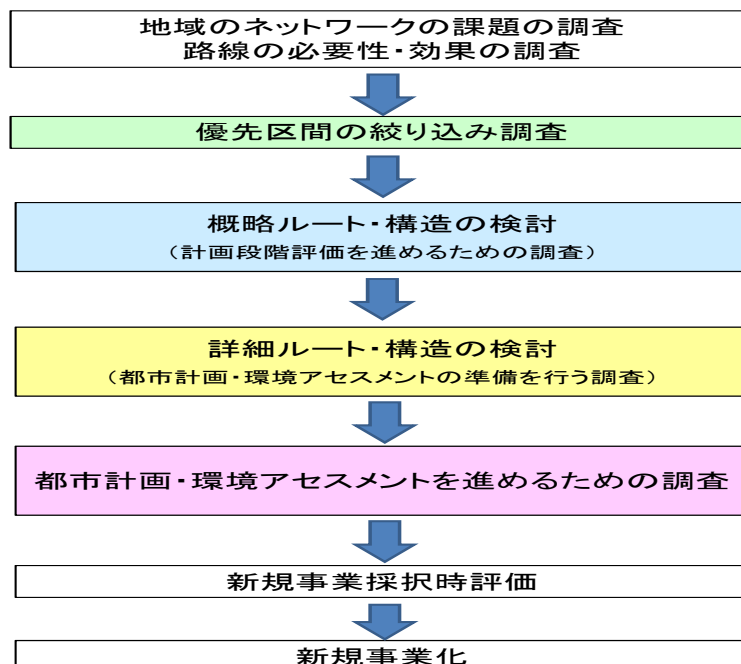 地域のネットワークの課題の調査
路線の必要性・効果の調査
優先区間の絞り込み調査
概略ルート・構造の検討
（計画段階評価を進めるための調査）
詳細ルート・構造の検討
（都市計画・環境アセスメントの準備を行う調査）
都市計画・環境アセスメントを進めるための調査
新規事業採択時評価
新規事業化